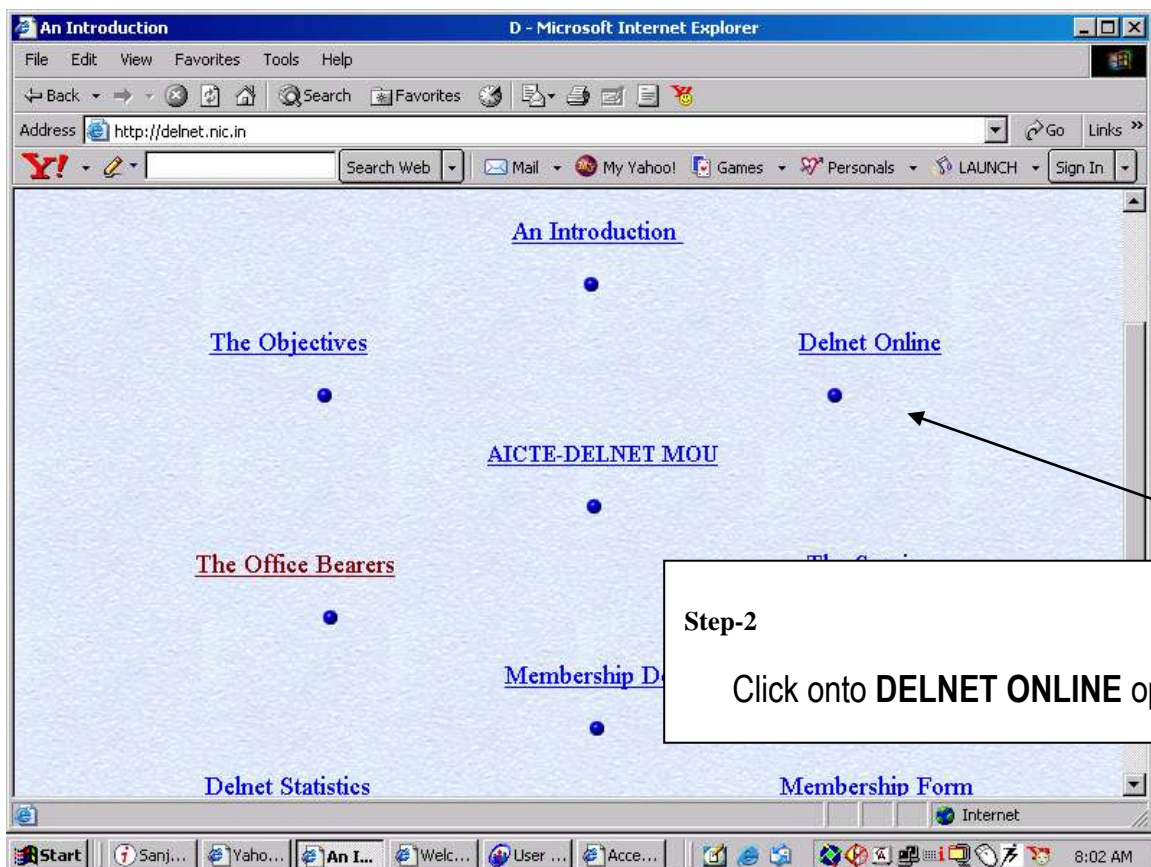 An Introduction D - Microsoft Internet Explorer
File Edit View Favorites Tools Help
Back Search Favorites
Address http://delnet.nic.in Go Links »
Y! Search Web Mail My Yahoo! Games Personals LAUNCH Sign In
An Introduction
The Objectives Delnet Online
AICTE-DELNET MOU
The Office Bearers
Step-2
Membership
Click onto DELNET ONLINE
Delnet Statistics Membership Form
Internet
Start Sanj... Yaho... An I... Welc... User ... Acce... 8:02 AM